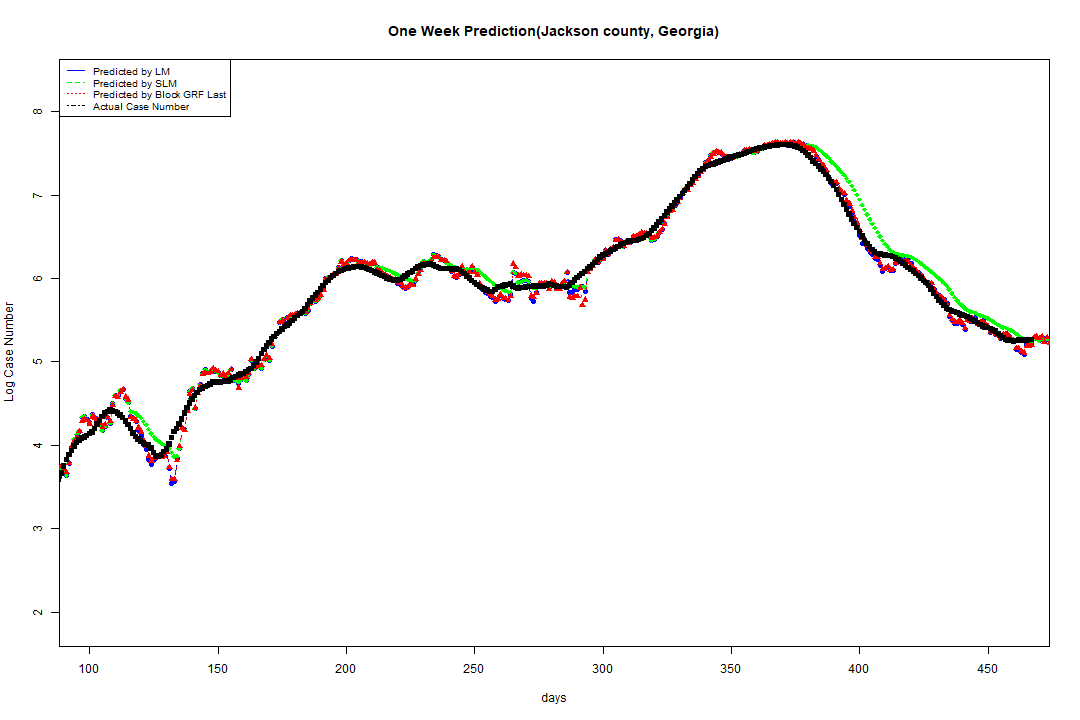 One Week Prediction(Jackson county, Georgia)
Predicted by LM
Predicted by SLM
Predicted by Block GRF Last
Actual Case Number
8
7
6
5
4
3
2
Log Case Number
100 150 200 250 300 350 400 450
days